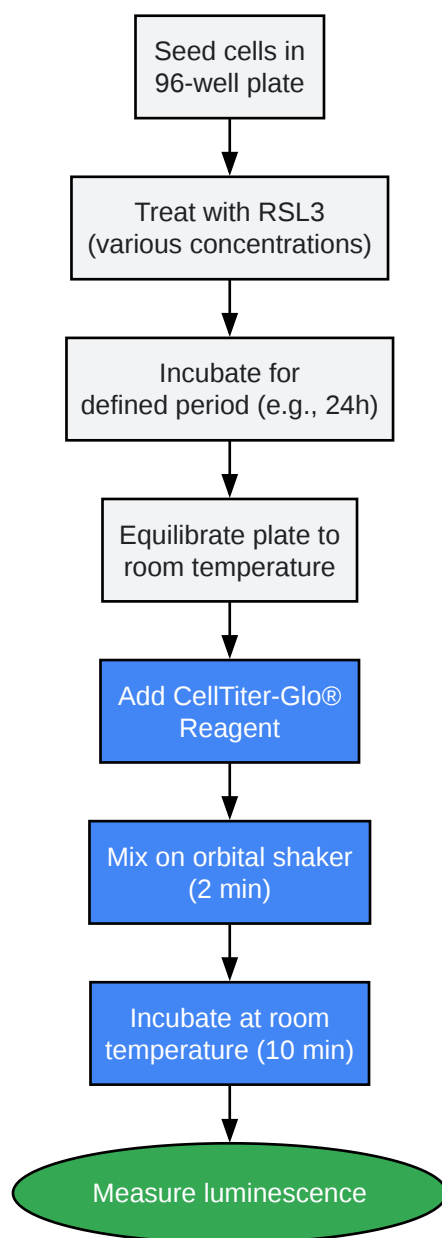 Seed cells in
96-well plate
Treat with RSL3
(various concentrations)
Incubate for
defined period (e.g., 24h)
Equilibrate plate to
room temperature
Add CellTiter-Glo®
Reagent
Mix on orbital shaker
(2 min)
Incubate at room
temperature (10 min)
Measure luminescence